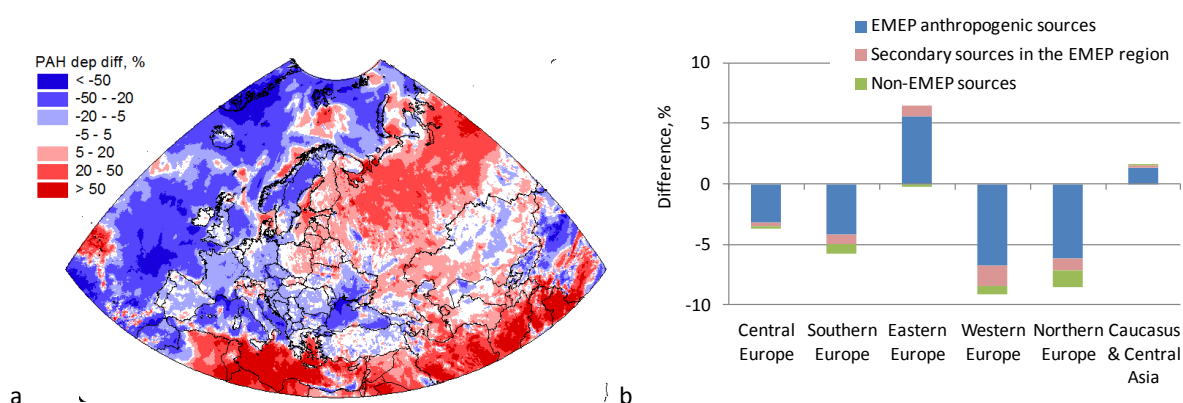 PAH dep diff, %
< -50
-50 - -20
-20 - -5
-5 - 5
5 - 20
20 - 50
> 50
a
EMEP anthropogenic sources
Secondary sources in the EMEP region
Non-EMEP sources
10
5
0
-5
-10
Difference, %
Central
Europe
Southern
Europe
Eastern
Europe
Western
Europe
Northern
Europe
Caucasus
& Central
Asia
b